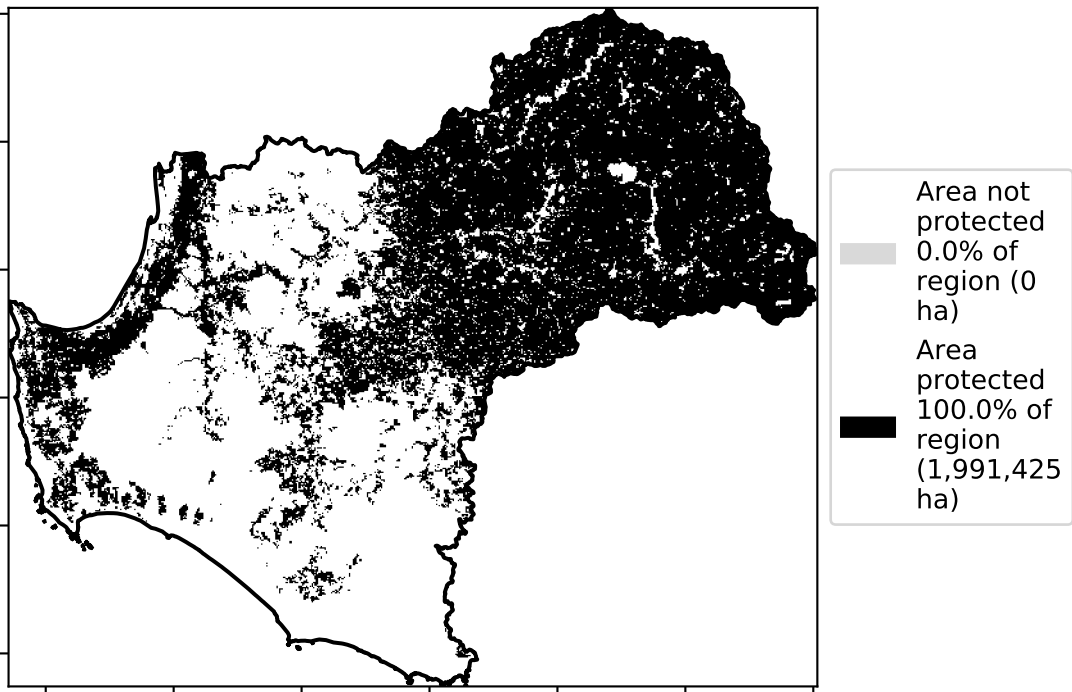 Area not
protected
0.0% of
region (0
ha)
Area
protected
100.0% of
region
(1,991,425
ha)